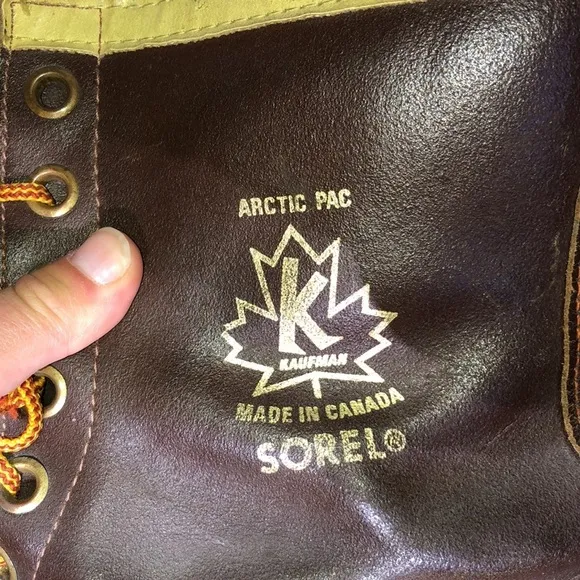 ARCTIC PAC
K
KAUFMAN
MADE IN CANADA
SOREL®